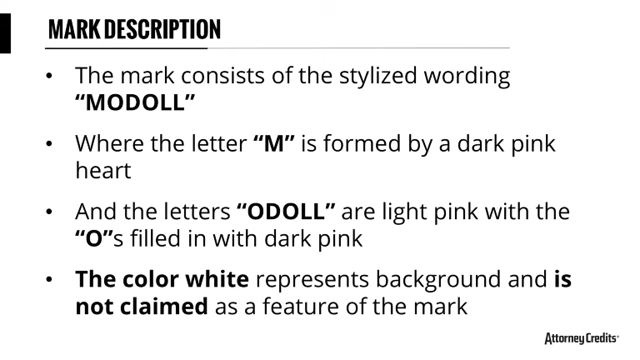 MARK DESCRIPTION
• The mark consists of the stylized wording
“MODOLL”
• Where the letter “M” is formed by a dark pink
heart
• And the letters “ODOLL” are light pink with the
“O”s filled in with dark pink
• The color white represents background and is
not claimed as a feature of the mark
AttorneyCredits